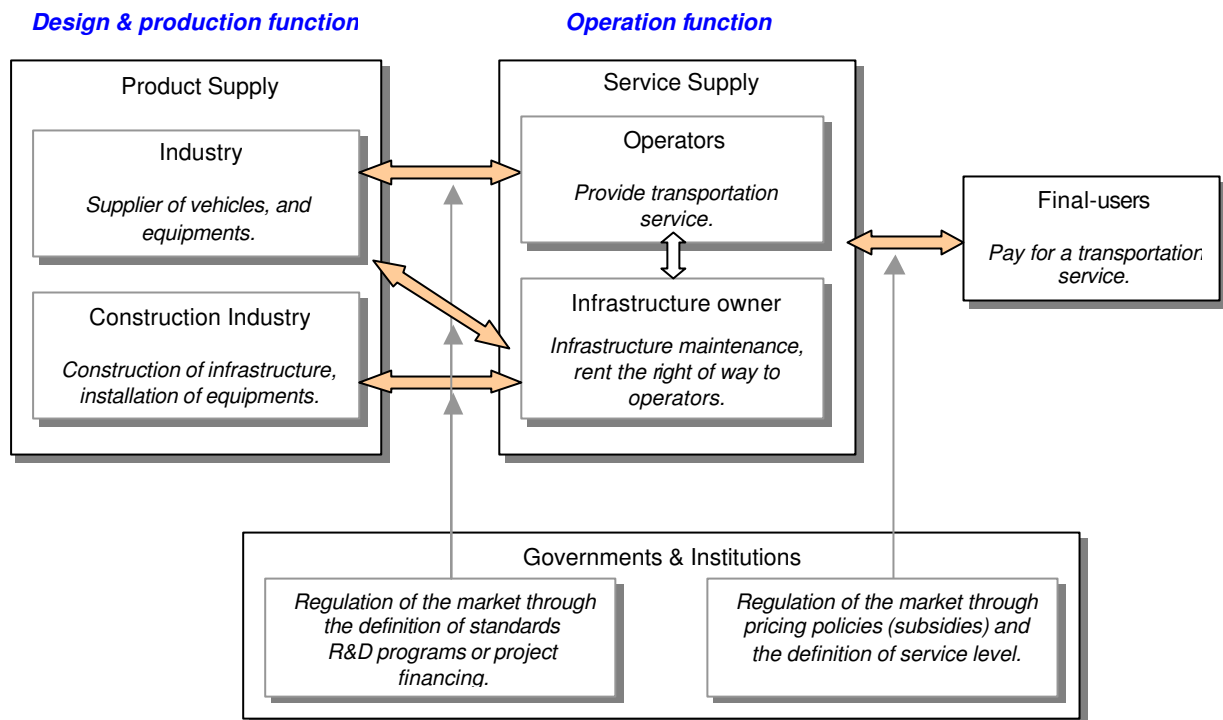 Design & production function
Operation function
Product Supply
Industry
Supplier of vehicles, and
equipments.
Construction Industry
Construction of infrastructure,
installation of equipments.
Service Supply
Operators
Provide transportation
service.
Infrastructure owner
Infrastructure maintenance,
rent the right of way to
operators.
Final-users
Pay for a transportation
service.
Governments & Institutions
Regulation of the market through
the definition of standards
R&D programs or project
financing.
Regulation of the market through
pricing policies (subsidies) and
the definition of service level.